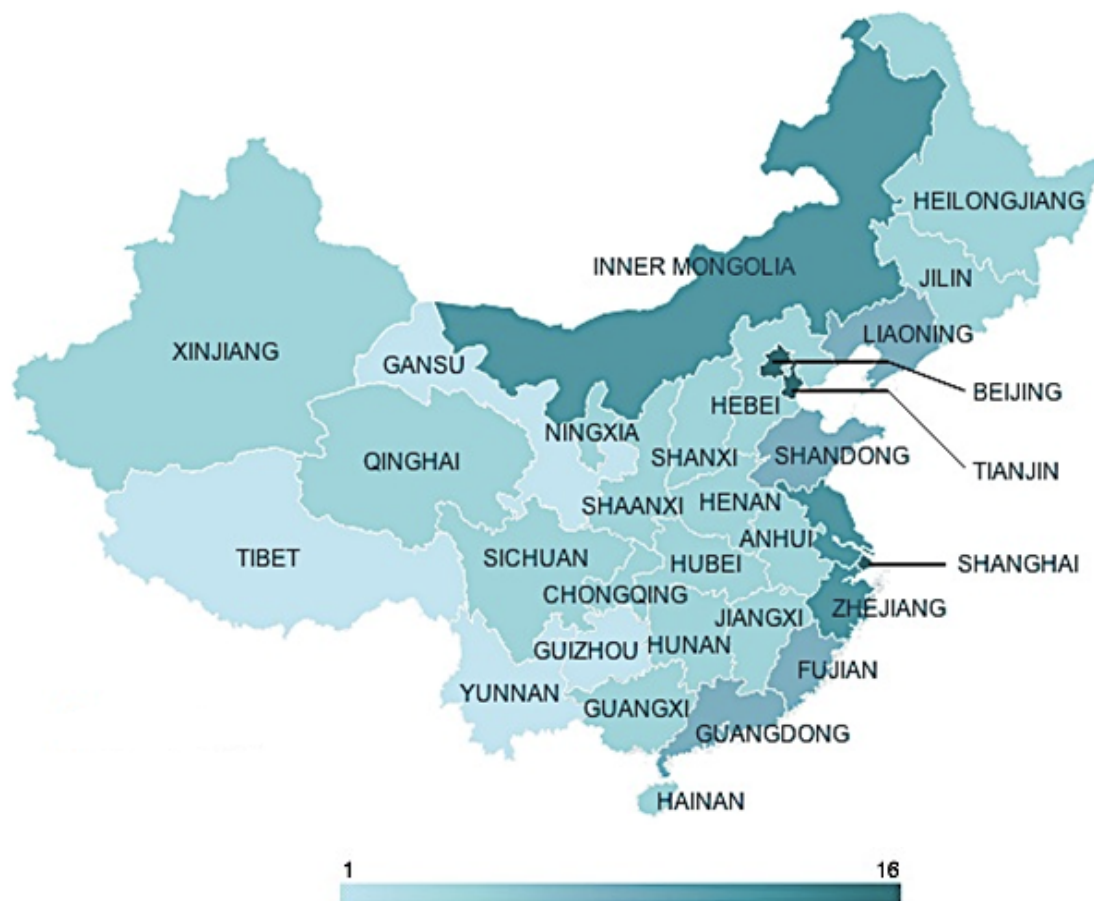 HEILONGJIANG
INNER MONGOLIA
JILIN
LIAONING
XINJIANG
GANSU
BEIJING
HEBEI
NINGXIA
SHANDONG
QINGHAI
SHANXI
TIANJIN
SHAANXI
HENAN
ANHUI
TIBET
SICHUAN
HUBEI
SHANGHAI
CHONGQING
ZHEJIANG
JIANGXI
GUIZHOU
HUNAN
FUJIAN
YUNNAN
GUANGXI
GUANGDONG
HAINAN
1 16